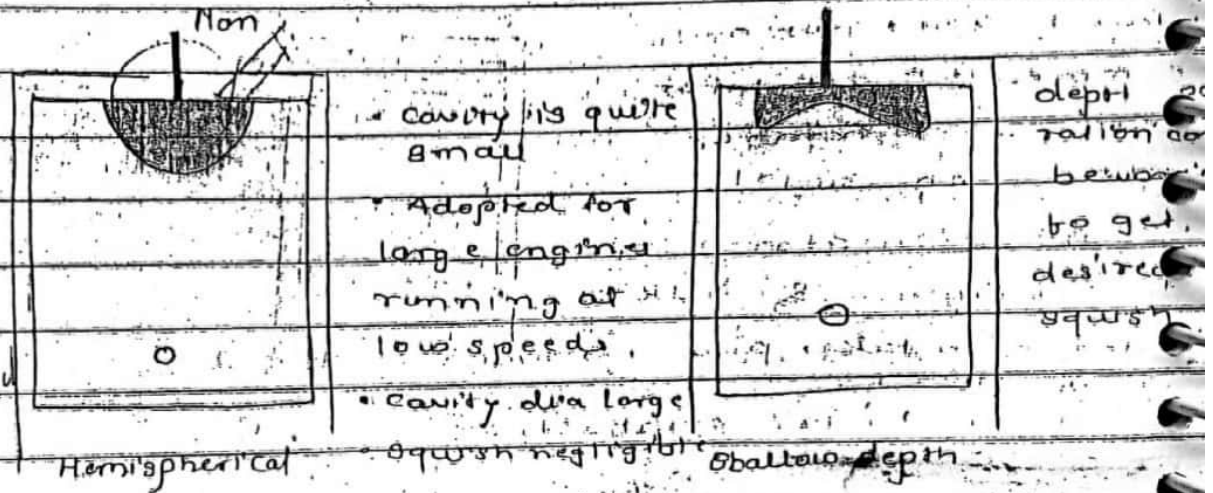 Non
• cavity is quite
small
• Adopted for
large engines
running at
low speeds.
• cavity dia large
• squish negligible
Hemispherical
Shallow depth
depth
ration
to get
desired
squish